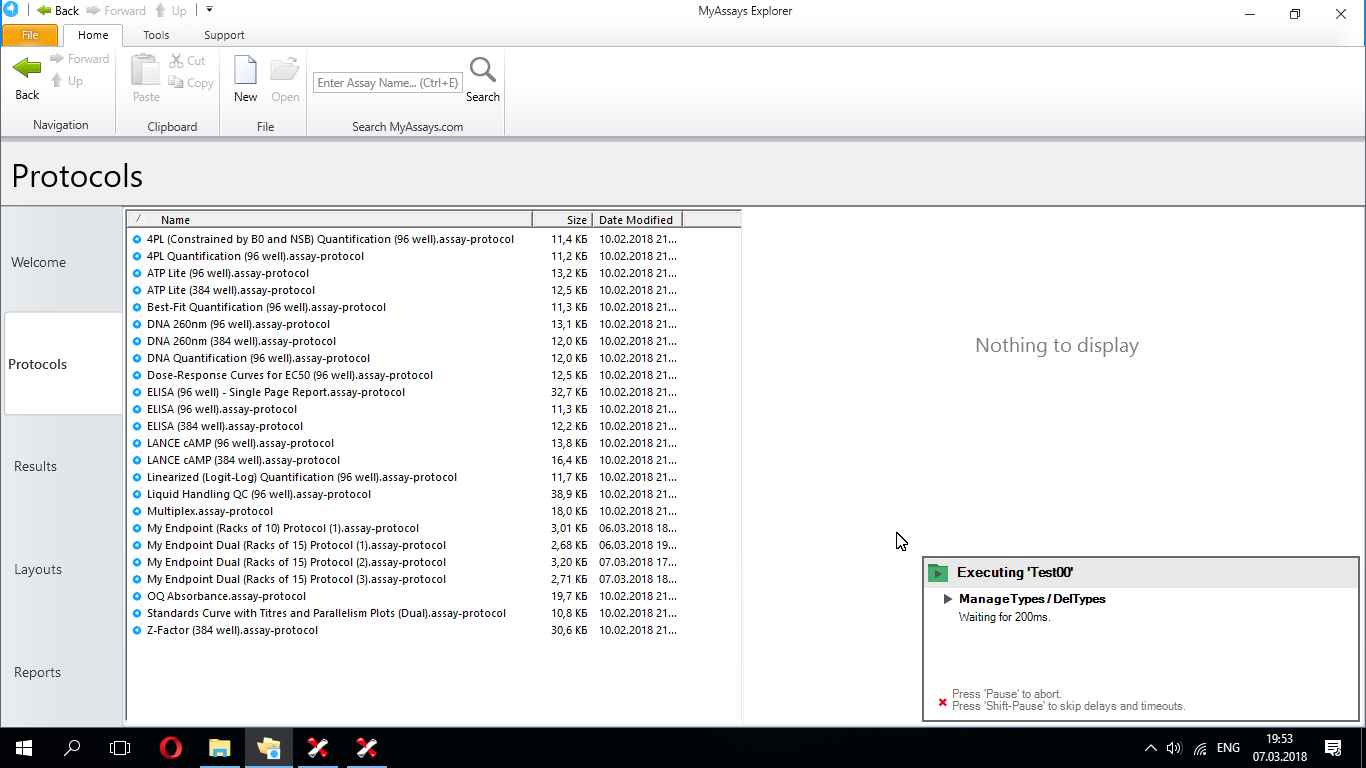 Back Forward Up
MyAssays Explorer
File Home Tools Support
Back
Forward
Up
Navigation
Paste
Cut
Copy
Clipboard
New Open
File
Enter Assay Name... (Ctrl+E)
Search
Search MyAssays.com
Protocols
Welcome
Protocols
Results
Layouts
Reports
Name Size Date Modified
4PL (Constrained by B0 and NSB) Quantification (96 well).assay-protocol 11,4 КБ 10.02.2018 21...
4PL Quantification (96 well).assay-protocol 11,2 КБ 10.02.2018 21...
ATP Lite (96 well).assay-protocol 13,2 КБ 10.02.2018 21...
ATP Lite (384 well).assay-protocol 12,5 КБ 10.02.2018 21...
Best-Fit Quantification (96 well).assay-protocol 11,3 КБ 10.02.2018 21...
DNA 260nm (96 well).assay-protocol 13,1 КБ 10.02.2018 21...
DNA 260nm (384 well).assay-protocol 12,0 КБ 10.02.2018 21...
DNA Quantification (96 well).assay-protocol 12,0 КБ 10.02.2018 21...
Dose-Response Curves for EC50 (96 well).assay-protocol 12,5 КБ 10.02.2018 21...
ELISA (96 well) - Single Page Report.assay-protocol 32,7 КБ 10.02.2018 21...
ELISA (96 well).assay-protocol 11,3 КБ 10.02.2018 21...
ELISA (384 well).assay-protocol 12,2 КБ 10.02.2018 21...
LANCE cAMP (96 well).assay-protocol 13,8 КБ 10.02.2018 21...
LANCE cAMP (384 well).assay-protocol 16,4 КБ 10.02.2018 21...
Linearized (Logit-Log) Quantification (96 well).assay-protocol 11,7 КБ 10.02.2018 21...
Liquid Handling QC (96 well).assay-protocol 38,9 КБ 10.02.2018 21...
Multiplex.assay-protocol 18,0 КБ 10.02.2018 21...
My Endpoint (Racks of 10) Protocol (1).assay-protocol 3,01 КБ 06.03.2018 18...
My Endpoint Dual (Racks of 15) Protocol (1).assay-protocol 2,68 КБ 06.03.2018 19...
My Endpoint Dual (Racks of 15) Protocol (2).assay-protocol 3,20 КБ 07.03.2018 17...
My Endpoint Dual (Racks of 15) Protocol (3).assay-protocol 2,71 КБ 07.03.2018 18...
OQ Absorbance.assay-protocol 19,7 КБ 10.02.2018 21...
Standards Curve with Titres and Parallelism Plots (Dual).assay-protocol 10,8 КБ 10.02.2018 21...
Z-Factor (384 well).assay-protocol 30,6 КБ 10.02.2018 21...
Nothing to display
Executing 'Test00'
ManageTypes / DelTypes
Waiting for 200ms.
Press 'Pause' to abort.
Press 'Shift-Pause' to skip delays and timeouts.
ENG
19:53
07.03.2018